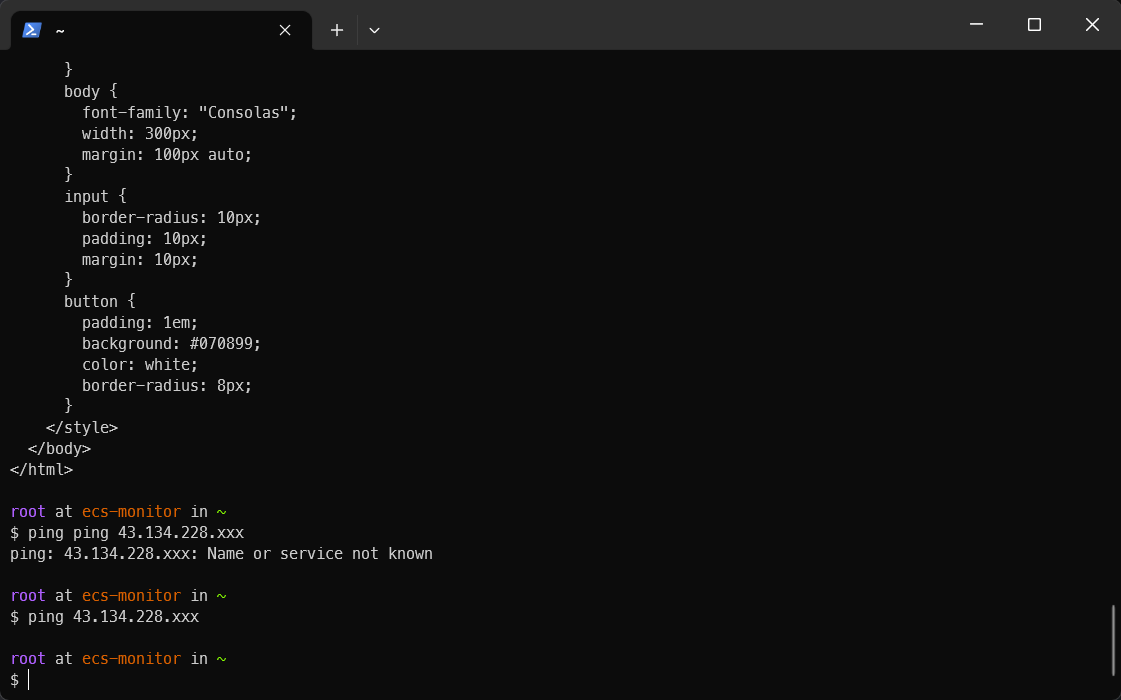 ~
}
body {
font-family: "Consolas";
width: 300px;
margin: 100px auto;
}
input {
border-radius: 10px;
padding: 10px;
margin: 10px;
}
button {
padding: 1em;
background: #070899;
color: white;
border-radius: 8px;
}
</style>
</body>
</html>
root at ecs-monitor in ~
$ ping ping 43.134.228.xxx
ping: 43.134.228.xxx: Name or service not known
root at ecs-monitor in ~
$ ping 43.134.228.xxx
root at ecs-monitor in ~
$